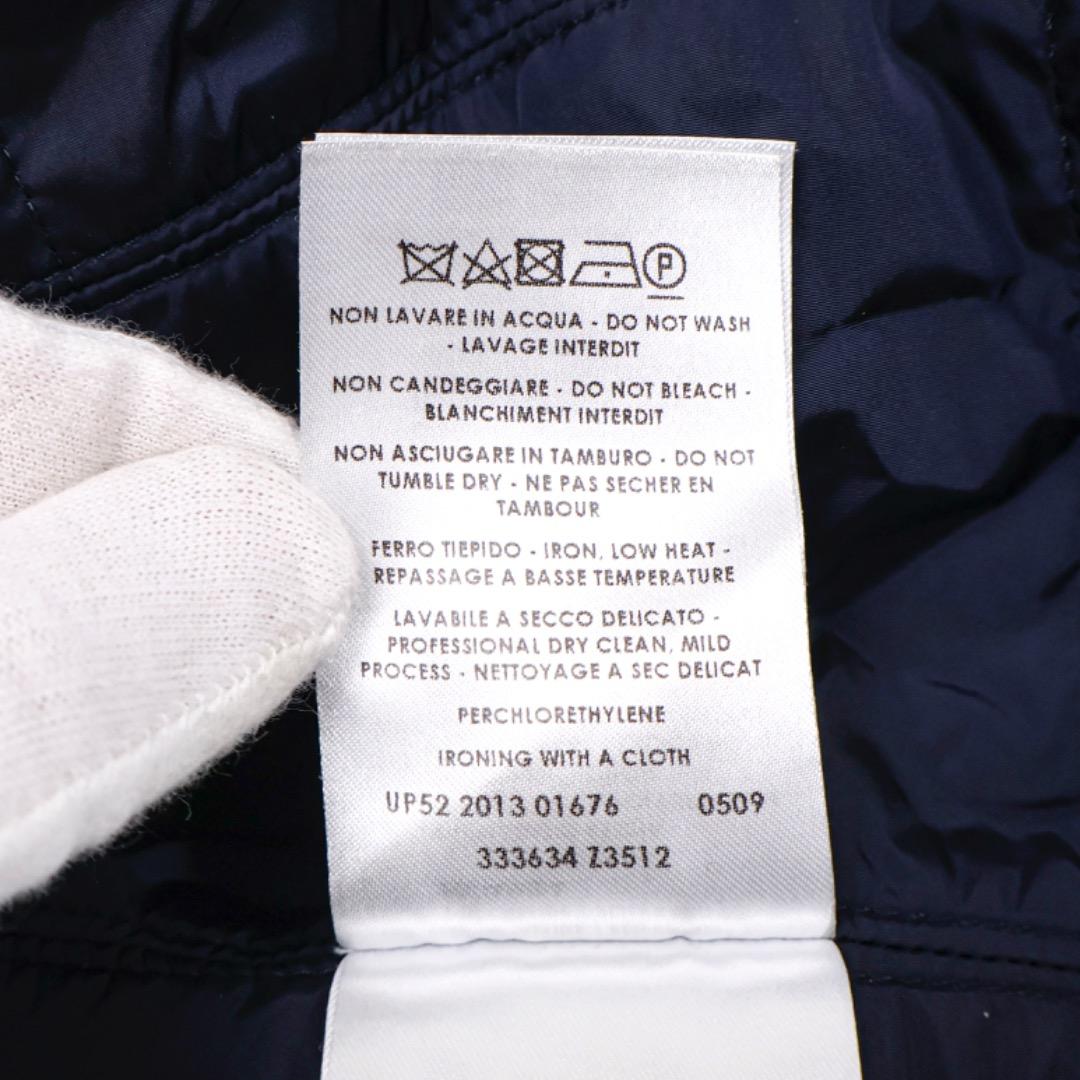 P
NON LAVARE IN ACQUA - DO NOT WASH
- LAVAGE INTERDIT
NON CANDEGGIARE - DO NOT BLEACH -
BLANCHIMENT INTERDIT
NON ASCIUGARE IN TAMBURO - DO NOT
TUMBLE DRY - NE PAS SECHER EN
TAMBOUR
FERRO TIEPIDO - IRON, LOW HEAT -
REPASSAGE A BASSE TEMPERATURE
LAVABILE A SECCO DELICATO -
PROFESSIONAL DRY CLEAN, MILD
PROCESS - NETTOYAGE A SEC DELICAT
PERCHLORETHYLENE
IRONING WITH A CLOTH
UP52 2013 01676 0509
333634 Z3512